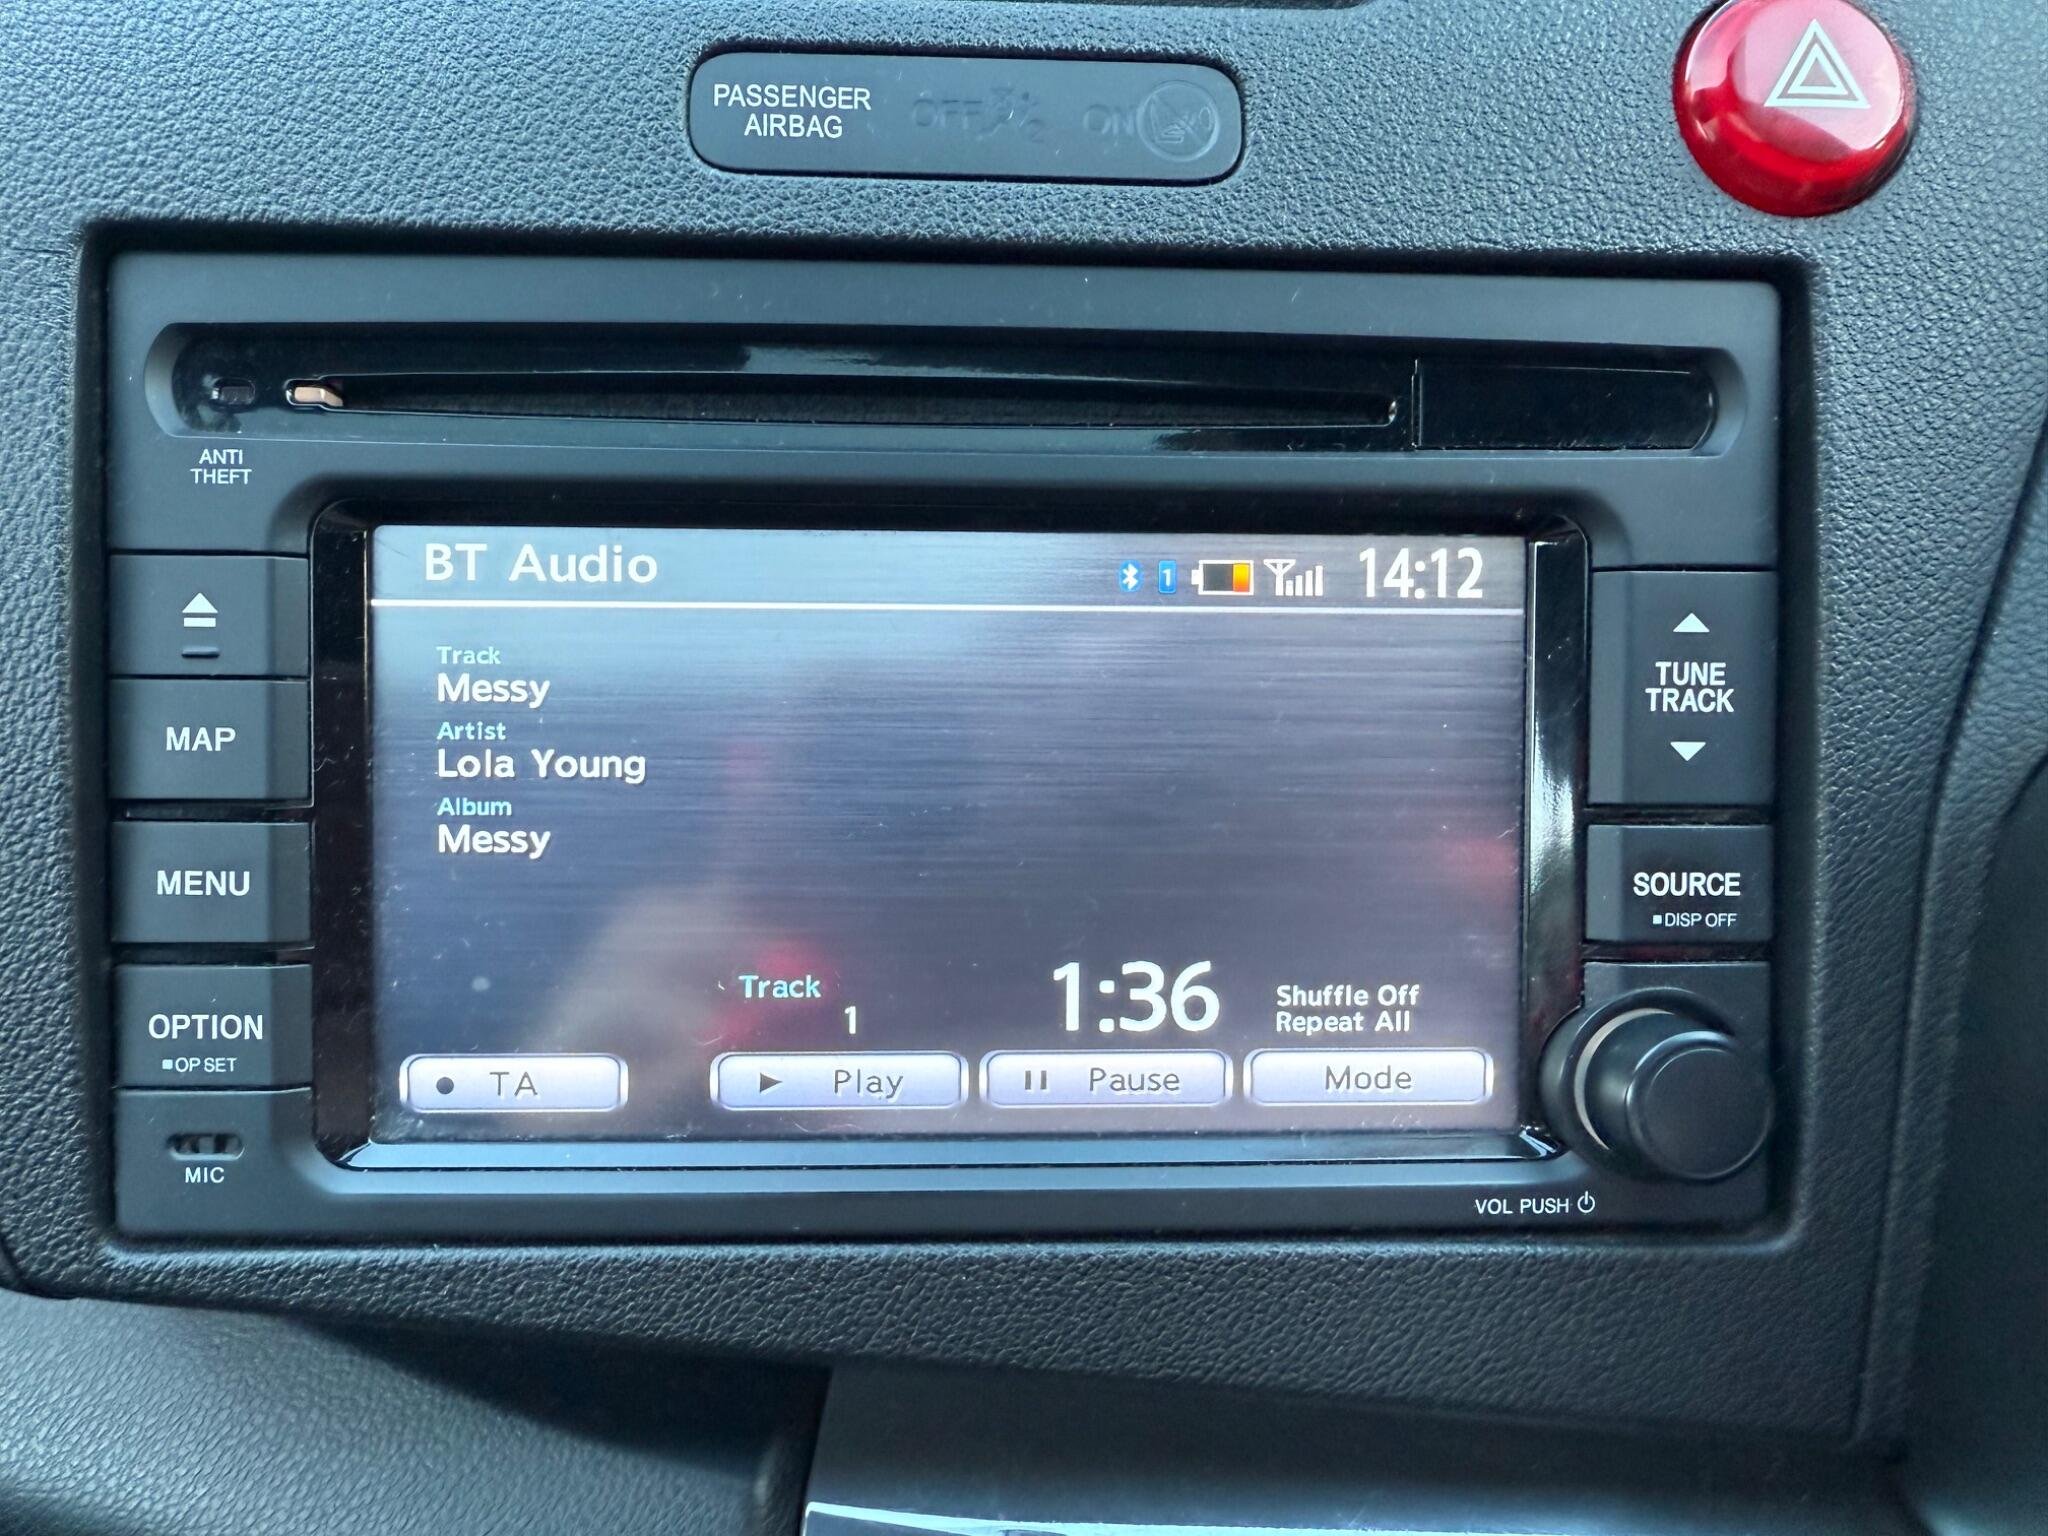 PASSENGER
AIRBAG
OFF
ON
ANTI
THEFT
BT Audio
1
14:12
Track
Messy
Artist
Lola Young
Album
Messy
Track
1
1:36
Shuffle Off
Repeat All
TA
Play
Pause
Mode
MAP
MENU
OPTION
OP SET
MIC
TUNE
TRACK
SOURCE
DISP OFF
VOL PUSH